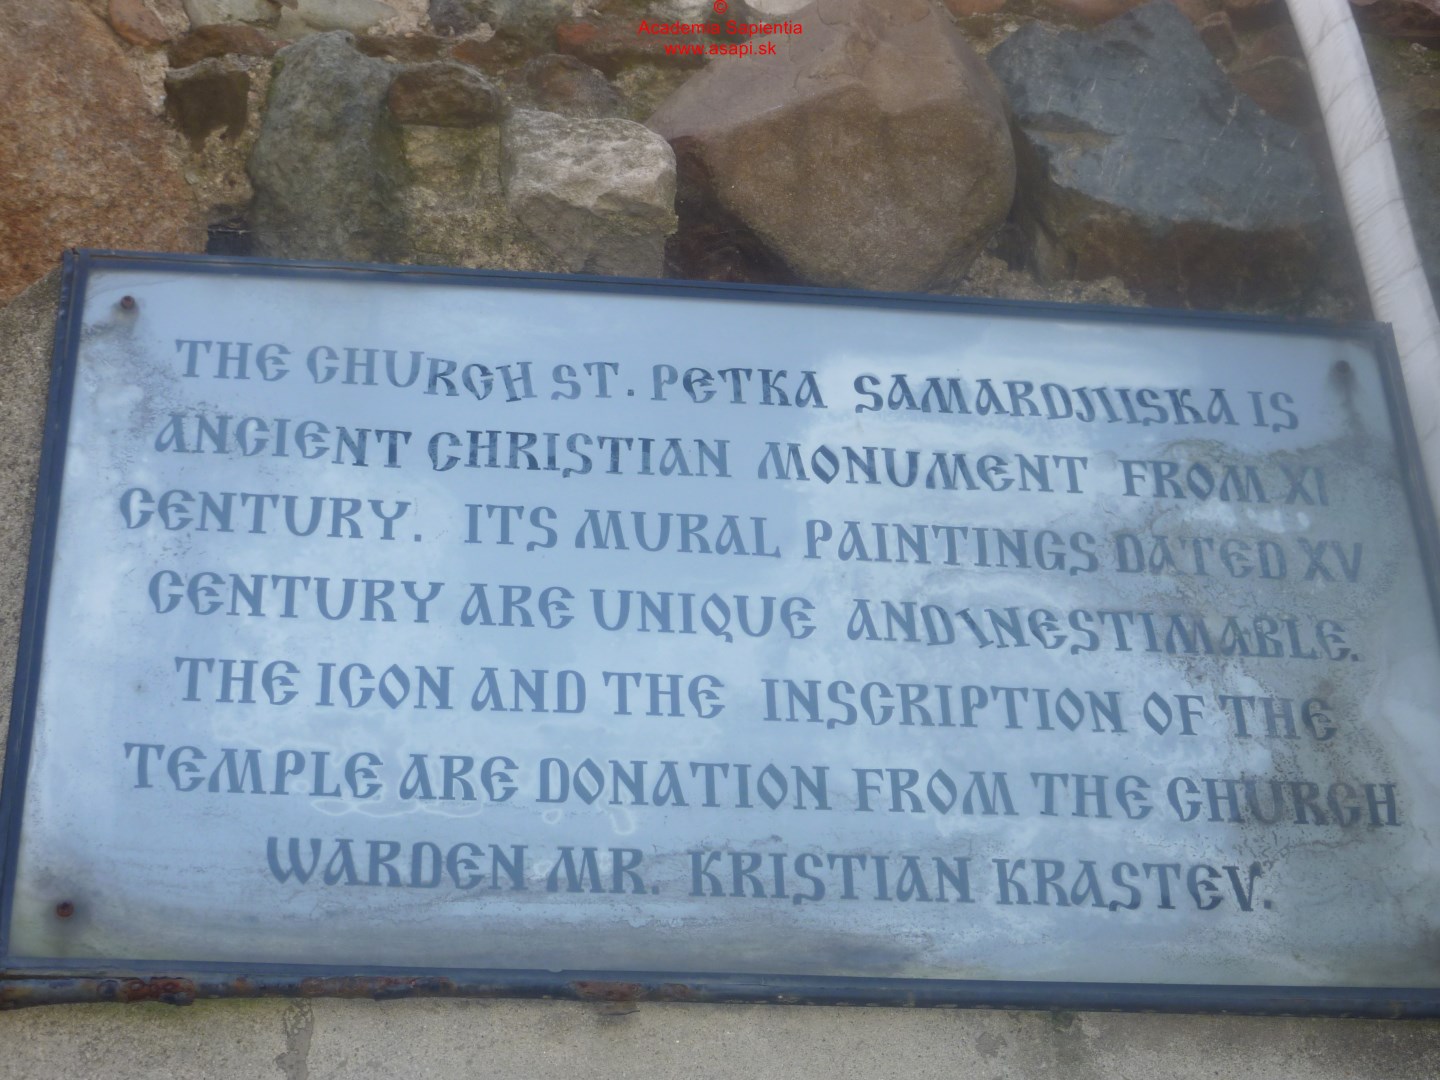 ©
Academia Sapientia
www.asapi.sk
THE CHURCH ST. PETKA SAMARDJIISKA IS
ANCIENT CHRISTIAN MONUMENT FROM XI
CENTURY. ITS MURAL PAINTINGS DATED XV
CENTURY ARE UNIQUE AND INESTIMABLE.
THE ICON AND THE INSCRIPTION OF THE
TEMPLE ARE DONATION FROM THE CHURCH
WARDEN MR. KRISTIAN KRASTEV.